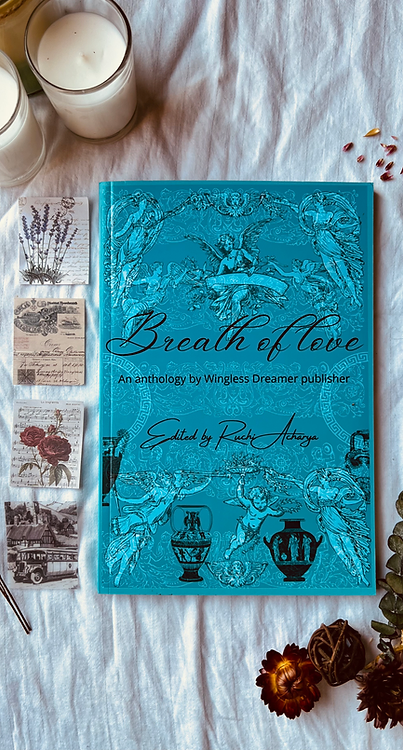 Breath of love
An anthology by Wingless Dreamer publisher
Edited by Ruchi Acharya